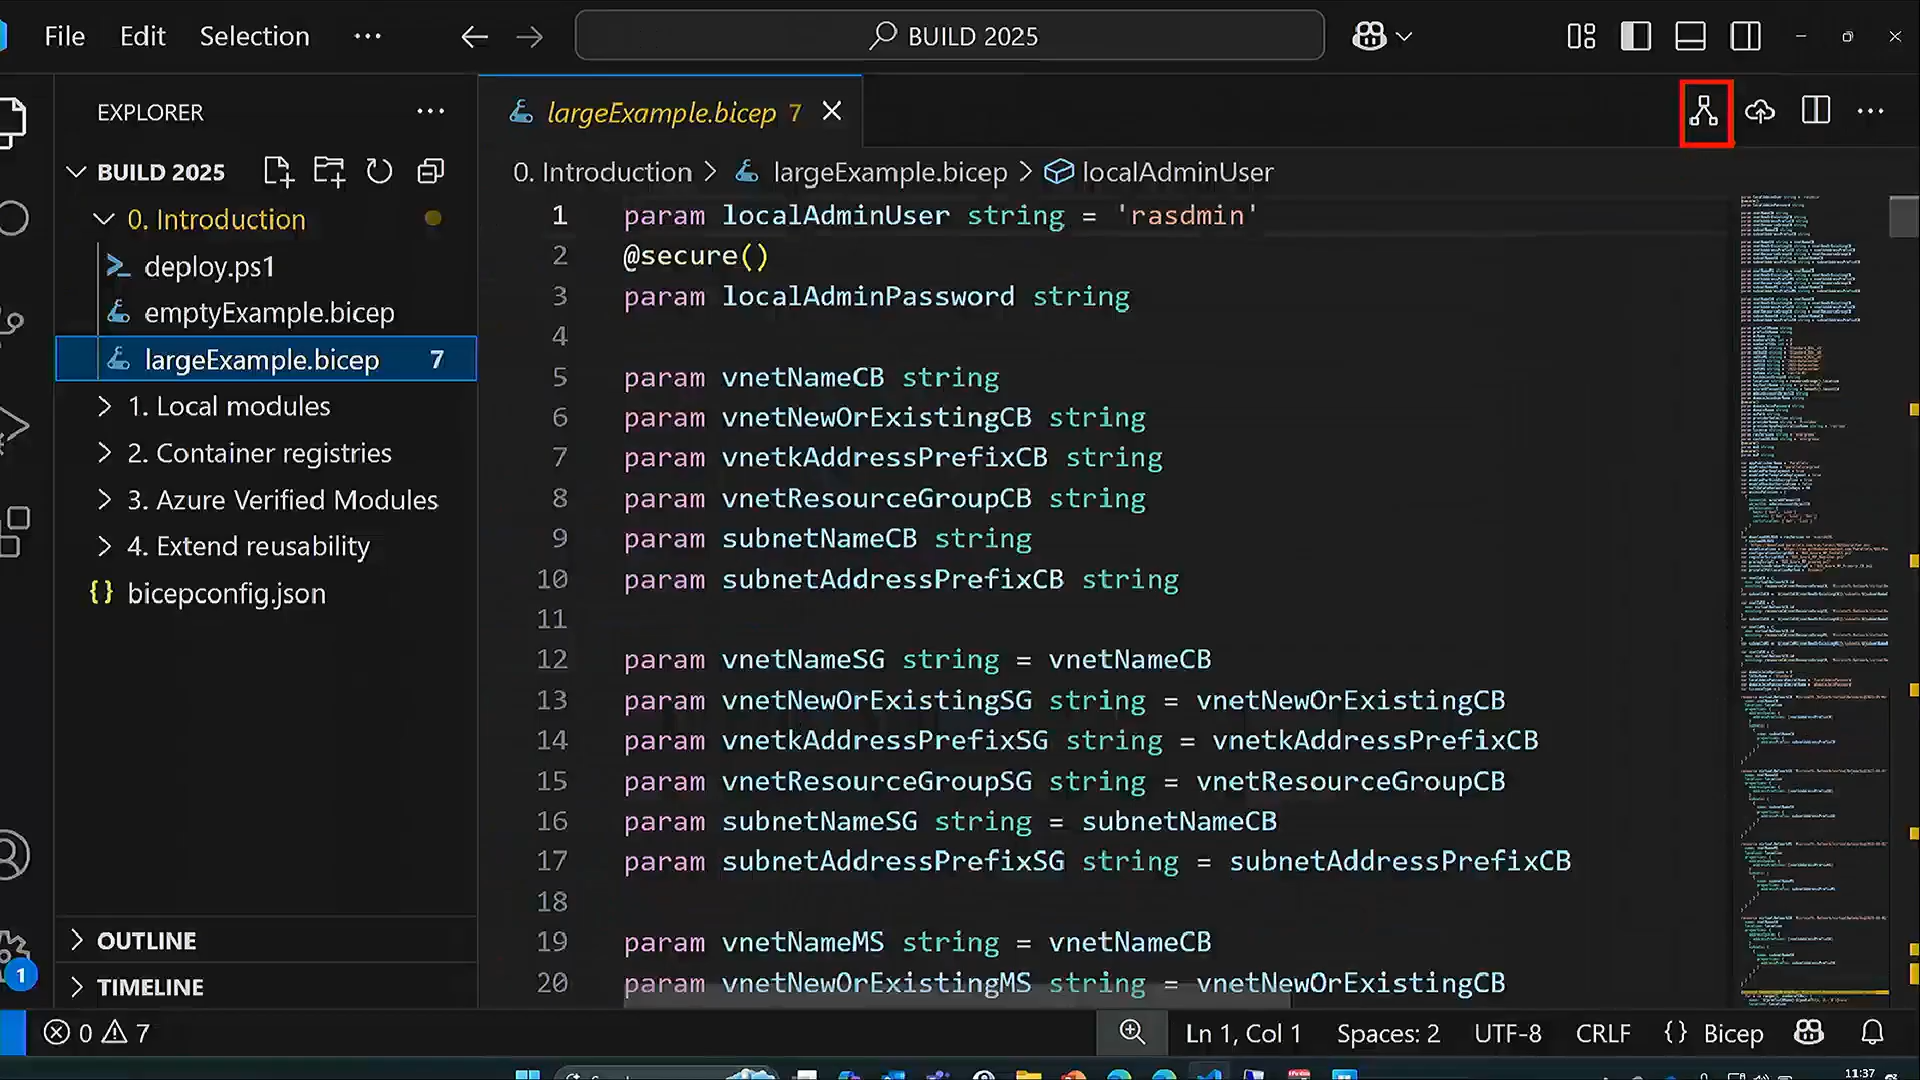 File Edit Selection ···
BUILD 2025
EXPLORER
BUILD 2025
0. Introduction
deploy.ps1
emptyExample.bicep
largeExample.bicep 7
1. Local modules
2. Container registries
3. Azure Verified Modules
4. Extend reusability
{} bicepconfig.json
OUTLINE
TIMELINE
largeExample.bicep 7
0. Introduction > largeExample.bicep > localAdminUser
1 param localAdminUser string = 'rasdmin'
2 @secure()
3 param localAdminPassword string
4
5 param vnetNameCB string
6 param vnetNewOrExistingCB string
7 param vnetkAddressPrefixCB string
8 param vnetResourceGroupCB string
9 param subnetNameCB string
10 param subnetAddressPrefixCB string
11
12 param vnetNameSG string = vnetNameCB
13 param vnetNewOrExistingSG string = vnetNewOrExistingCB
14 param vnetkAddressPrefixSG string = vnetkAddressPrefixCB
15 param vnetResourceGroupSG string = vnetResourceGroupCB
16 param subnetNameSG string = subnetNameCB
17 param subnetAddressPrefixSG string = subnetAddressPrefixCB
18
19 param vnetNameMS string = vnetNameCB
20 param vnetNewOrExistingMS string = vnetNewOrExistingCB
1
0 7
Ln 1, Col 1 Spaces: 2 UTF-8 CRLF {} Bicep
11:37